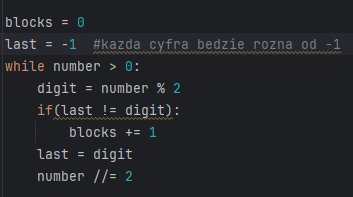 blocks = 0
last = -1  #kazda cyfra bedzie rozna od -1
while number > 0:
    digit = number % 2
    if(last != digit):
        blocks += 1
    last = digit
    number //= 2